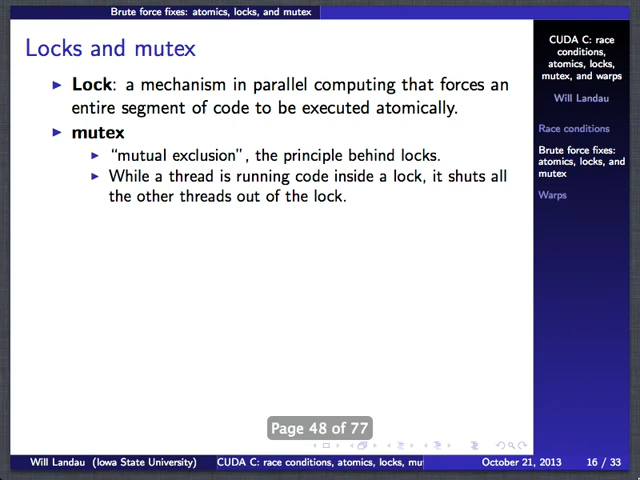 Brute force fixes: atomics, locks, and mutex
Locks and mutex
Lock: a mechanism in parallel computing that forces an
entire segment of code to be executed atomically.
mutex
"mutual exclusion", the principle behind locks.
While a thread is running code inside a lock, it shuts all
the other threads out of the lock.
Page 48 of 77
CUDA C: race
conditions,
atomics, locks,
mutex, and warps
Will Landau
Race conditions
Brute force fixes:
atomics, locks, and
mutex
Warps
Will Landau (Iowa State University)
CUDA C: race conditions, atomics, locks, mu
October 21, 2013
16 / 33